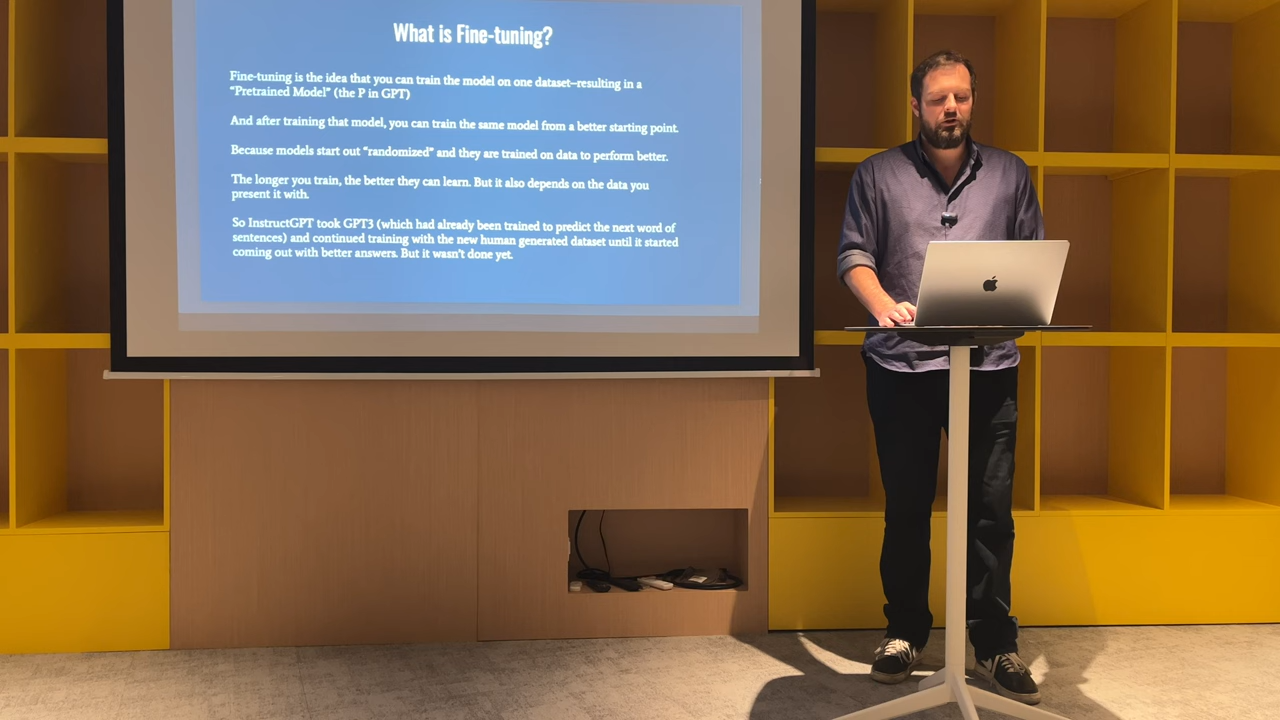 What is Fine-tuning?
Fine-tuning is the idea that you can train the model on one dataset—resulting in a
“Pretrained Model” (the P in GPT)
And after training that model, you can train the same model from a better starting point.
Because models start out “randomized” and they are trained on data to perform better.
The longer you train, the better they can learn. But it also depends on the data you
present it with.
So InstructGPT took GPT3 (which had already been trained to predict the next word of
sentences) and continued training with the new human generated dataset until it started
coming out with better answers. But it wasn't done yet.